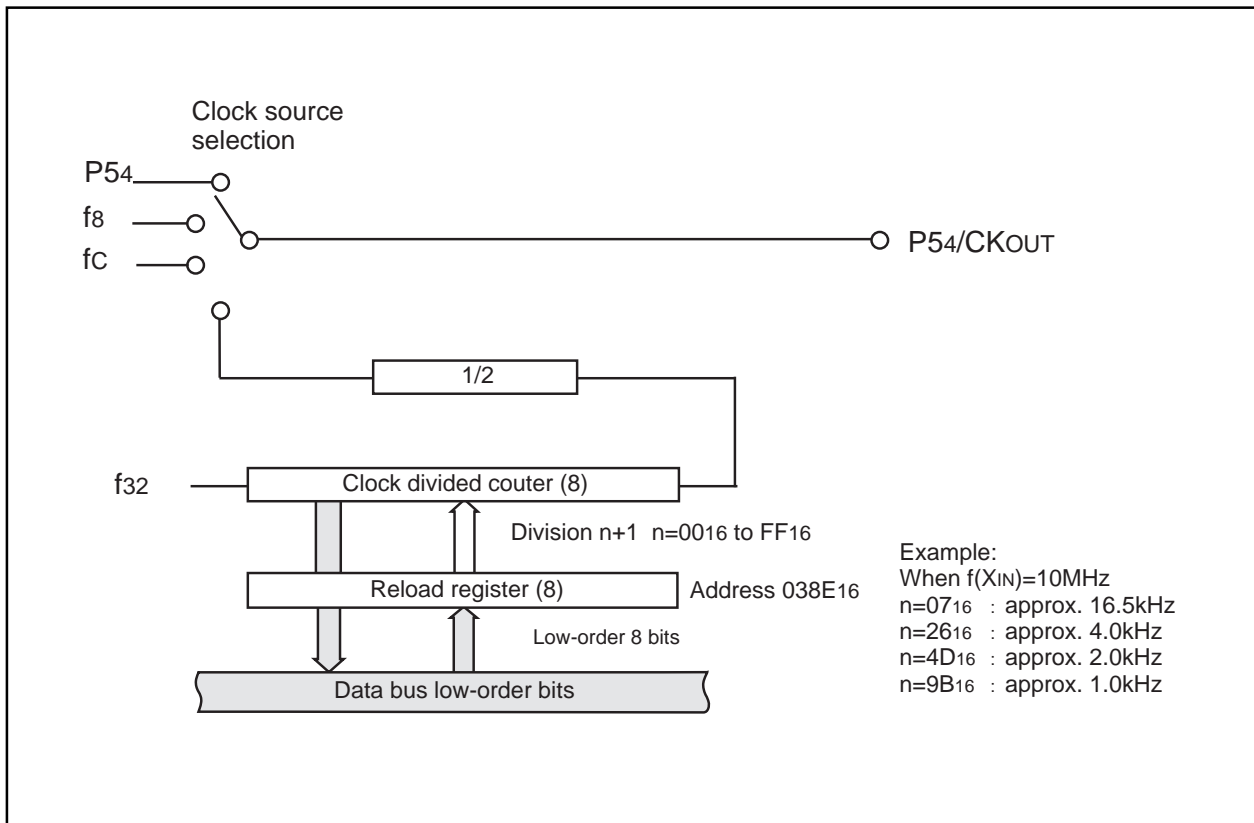 Clock source
selection
P54
f8
fC
P54/CKOUT
1/2
f32
Clock divided couter (8)
Division n+1 n=0016 to FF16
Reload register (8)
Address 038E16
Low-order 8 bits
Data bus low-order bits
Example:
When f(XIN)=10MHz
n=0716 : approx. 16.5kHz
n=2616 : approx. 4.0kHz
n=4D16 : approx. 2.0kHz
n=9B16 : approx. 1.0kHz